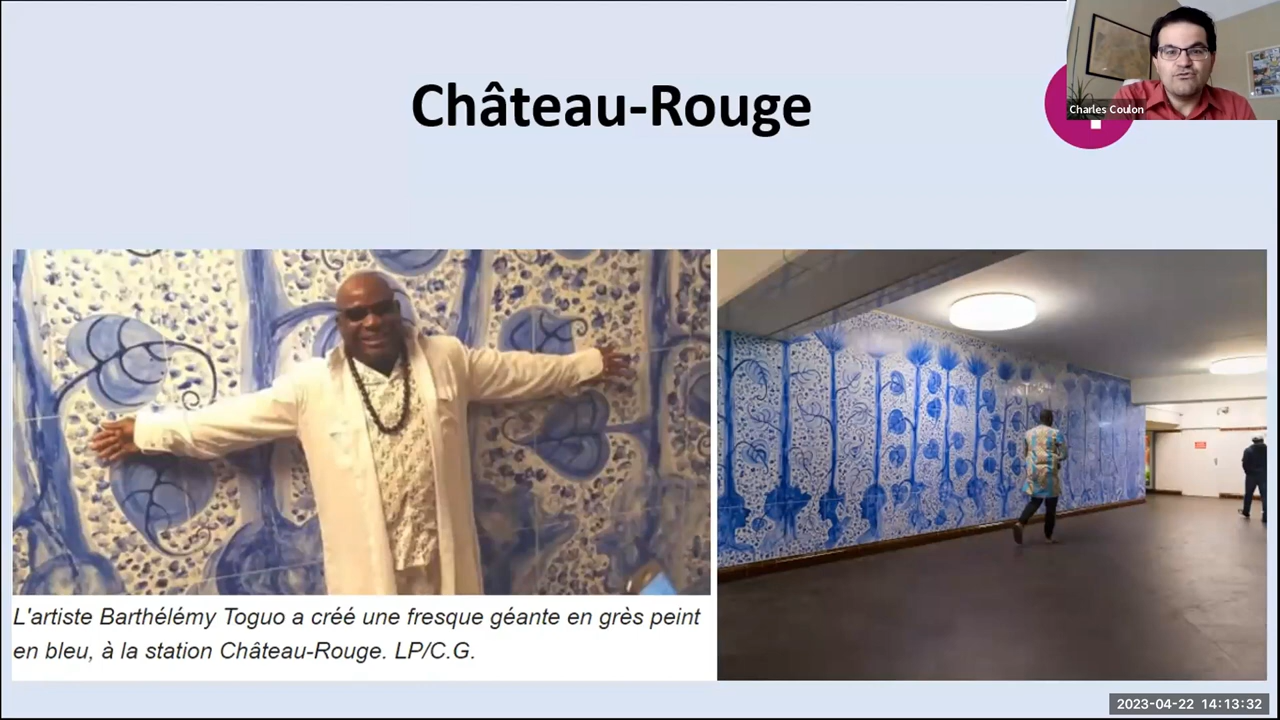 Château-Rouge
Charles Coulon
L'artiste Barthélémy Toguo a créé une fresque géante en grès peint
en bleu, à la station Château-Rouge. LP/C.G.
2023-04-22 14:13:32